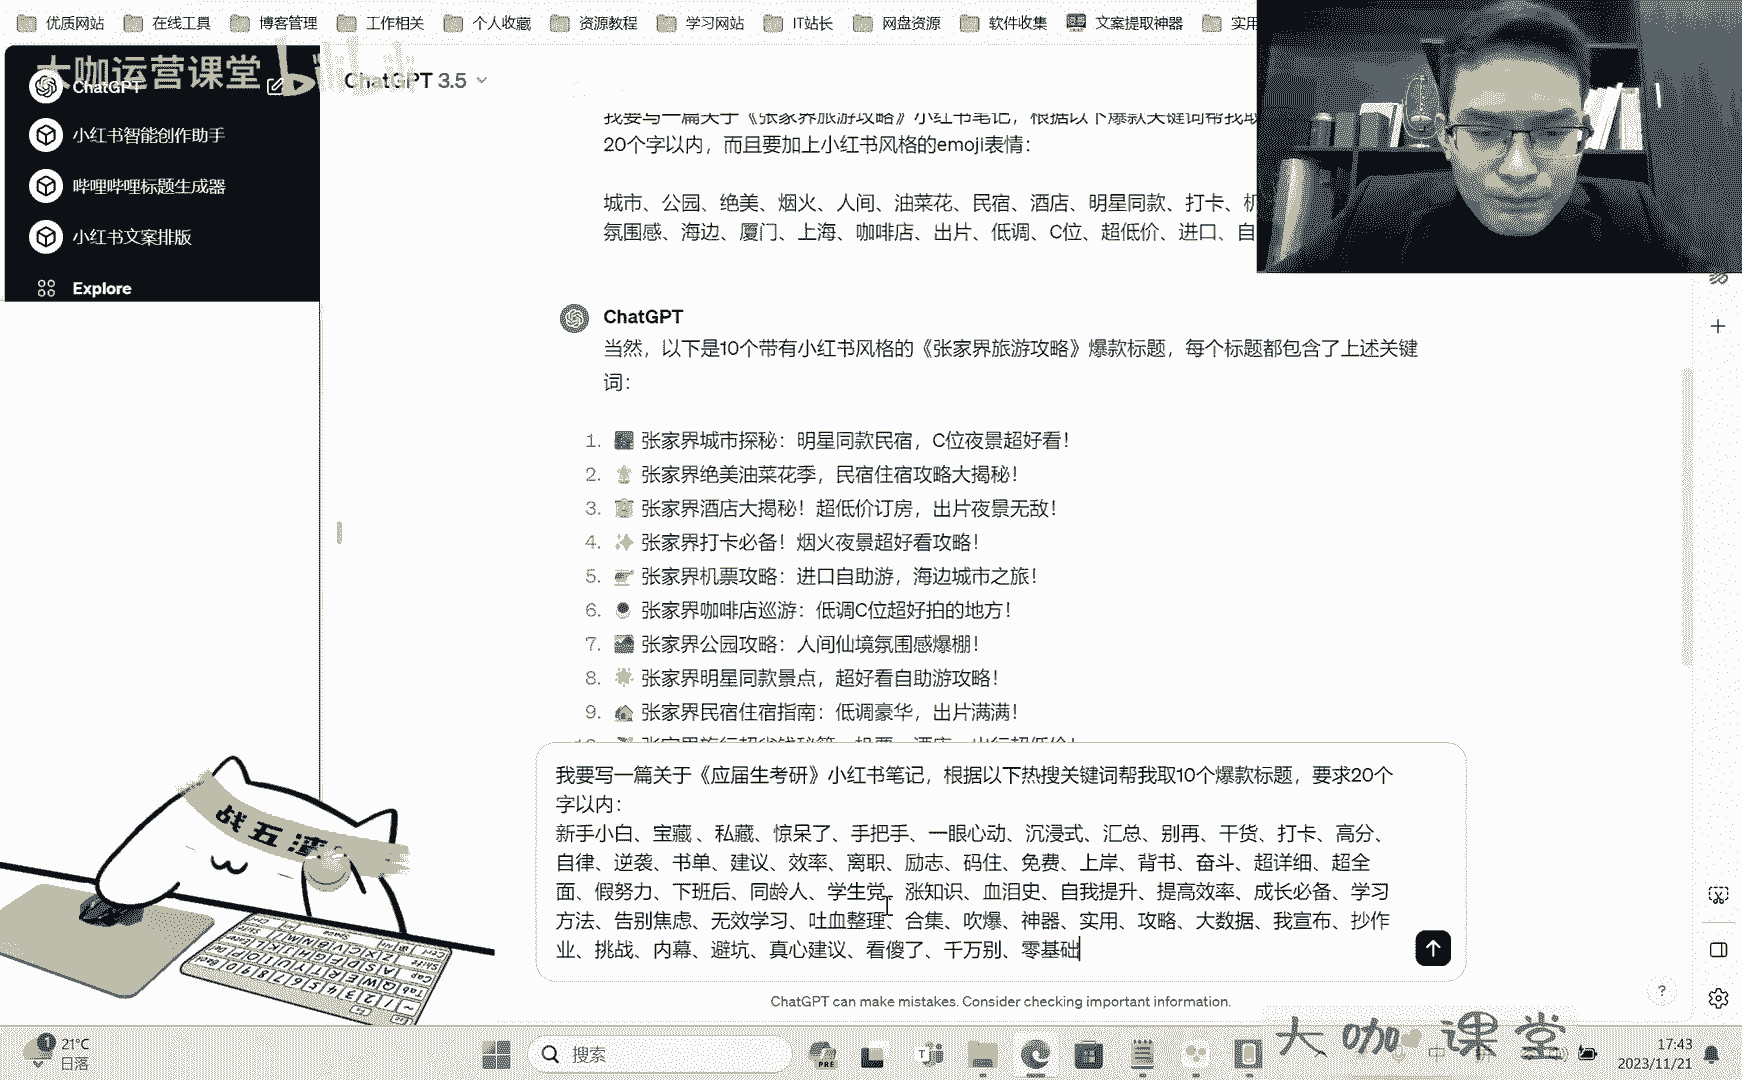 优质网站
在线工具
博客管理
工作相关
个人收藏
资源教程
学习网站
IT站长
网盘资源
软件收集
文案提取神器
实用
大咖运营课堂
ChatGPT
ChatGPT 3.5
小红书智能创作助手
哔哩哔哩标题生成器
小红书文案排版
Explore
我要写一篇关于《张家界旅游攻略》小红书笔记，根据以下爆款关键词帮我取
20个字以内，而且要加上小红书风格的emoji表情：
城市、公园、绝美、烟火、人间、油菜花、民宿、酒店、明星同款、打卡、机
氛围感、海边、厦门、上海、咖啡店、出片、低调、C位、超低价、进口、自
ChatGPT
当然，以下是10个带有小红书风格的《张家界旅游攻略》爆款标题，每个标题都包含了上述关键
词：
1. 张家界城市探秘：明星同款民宿，C位夜景超好看！
2. 张家界绝美油菜花季，民宿住宿攻略大揭秘！
3. 张家界酒店大揭秘！超低价订房，出片夜景无敌！
4. ✨ 张家界打卡必备！烟火夜景超好看攻略！
5. 张家界机票攻略：进口自助游，海边城市之旅！
6. 张家界咖啡店巡游：低调C位超好拍的地方！
7. 张家界公园攻略：人间仙境氛围感爆棚！
8. 张家界明星同款景点，超好看自助游攻略！
9. 张家界民宿住宿指南：低调豪华，出片满满！
我要写一篇关于《应届生考研》小红书笔记，根据以下热搜关键词帮我取10个爆款标题，要求20个
字以内：
新手小白、宝藏 、私藏、惊呆了、手把手、一眼心动、沉浸式、汇总、别再、干货、打卡、高分、
自律、逆袭、书单、建议、效率、离职、励志、码住、免费、上岸、背书、奋斗、超详细、超全
面、假努力、下班后、同龄人、学生党、涨知识、血泪史、自我提升、提高效率、成长必备、学习
方法、告别焦虑、无效学习、吐血整理、合集、吹爆、神器、实用、攻略、大数据、我宣布、抄作
业、挑战、内幕、避坑、真心建议、看傻了、千万别、零基础
ChatGPT can make mistakes. Consider checking important information.
?
战五渣
大咖课堂
1
21°C
日落
搜索
PRE
中
17:43
2023/11/21